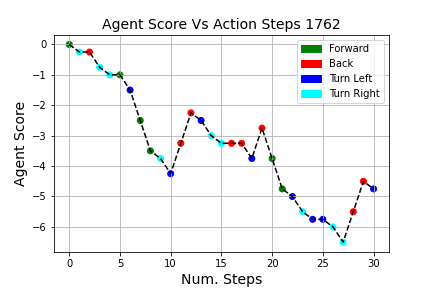 Agent Score Vs Action Steps 1762
Agent Score
0
−1
−2
−3
−4
−5
−6
Forward
Back
Turn Left
Turn Right
0 5 10 15 20 25 30
Num. Steps